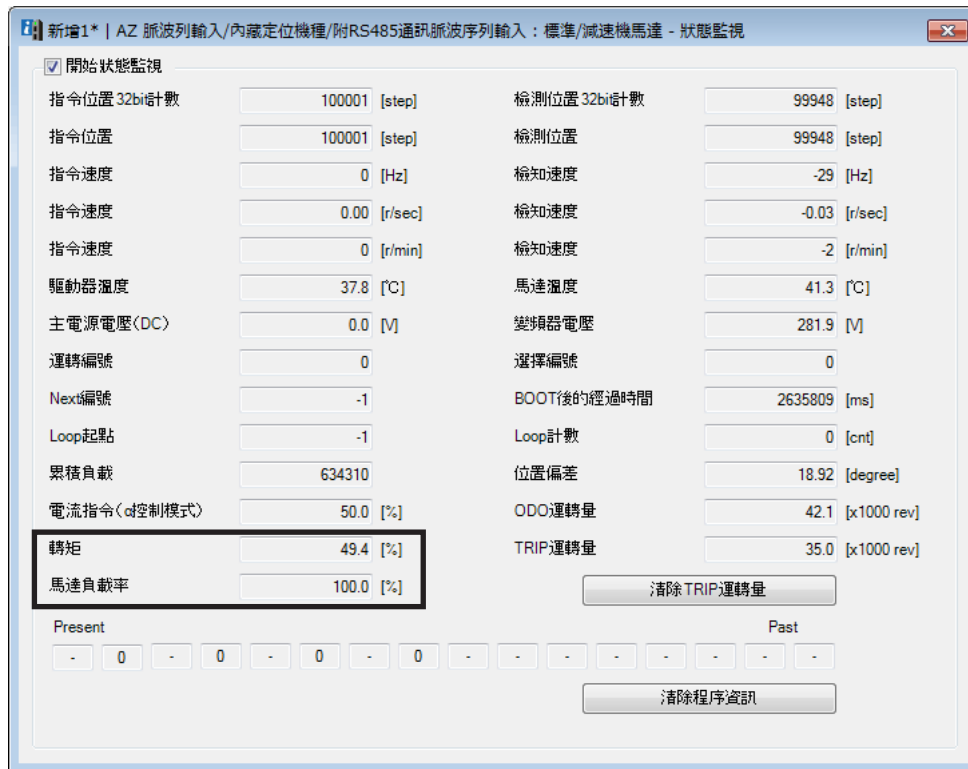 新增1* | AZ 脈波列輸入/內藏定位機種/附RS485通訊脈波序列輸入：標準/減速機馬達 - 狀態監視
開始狀態監視
指令位置32bit計數 100001 [step] 檢測位置32bit計數 99948 [step]
指令位置 100001 [step] 檢測位置 99948 [step]
指令速度 0 [Hz] 檢知速度 -29 [Hz]
指令速度 0.00 [r/sec] 檢知速度 -0.03 [r/sec]
指令速度 0 [r/min] 檢知速度 -2 [r/min]
驅動器溫度 37.8 [℃] 馬達溫度 41.3 [℃]
主電源電壓(DC) 0.0 [V] 變頻器電壓 281.9 [V]
運轉編號 0 選擇編號 0
Next編號 -1 BOOT後的經過時間 2635809 [ms]
Loop起點 -1 Loop計數 0 [cnt]
累積負載 634310 位置偏差 18.92 [degree]
電流指令(α控制模式) 50.0 [%] ODO運轉量 42.1 [x1000 rev]
轉矩 49.4 [%] TRIP運轉量 35.0 [x1000 rev]
馬達負載率 100.0 [%] 清除TRIP運轉量
Present Past
- 0 - 0 - 0 - 0 - - - - - - - -
清除程序資訊